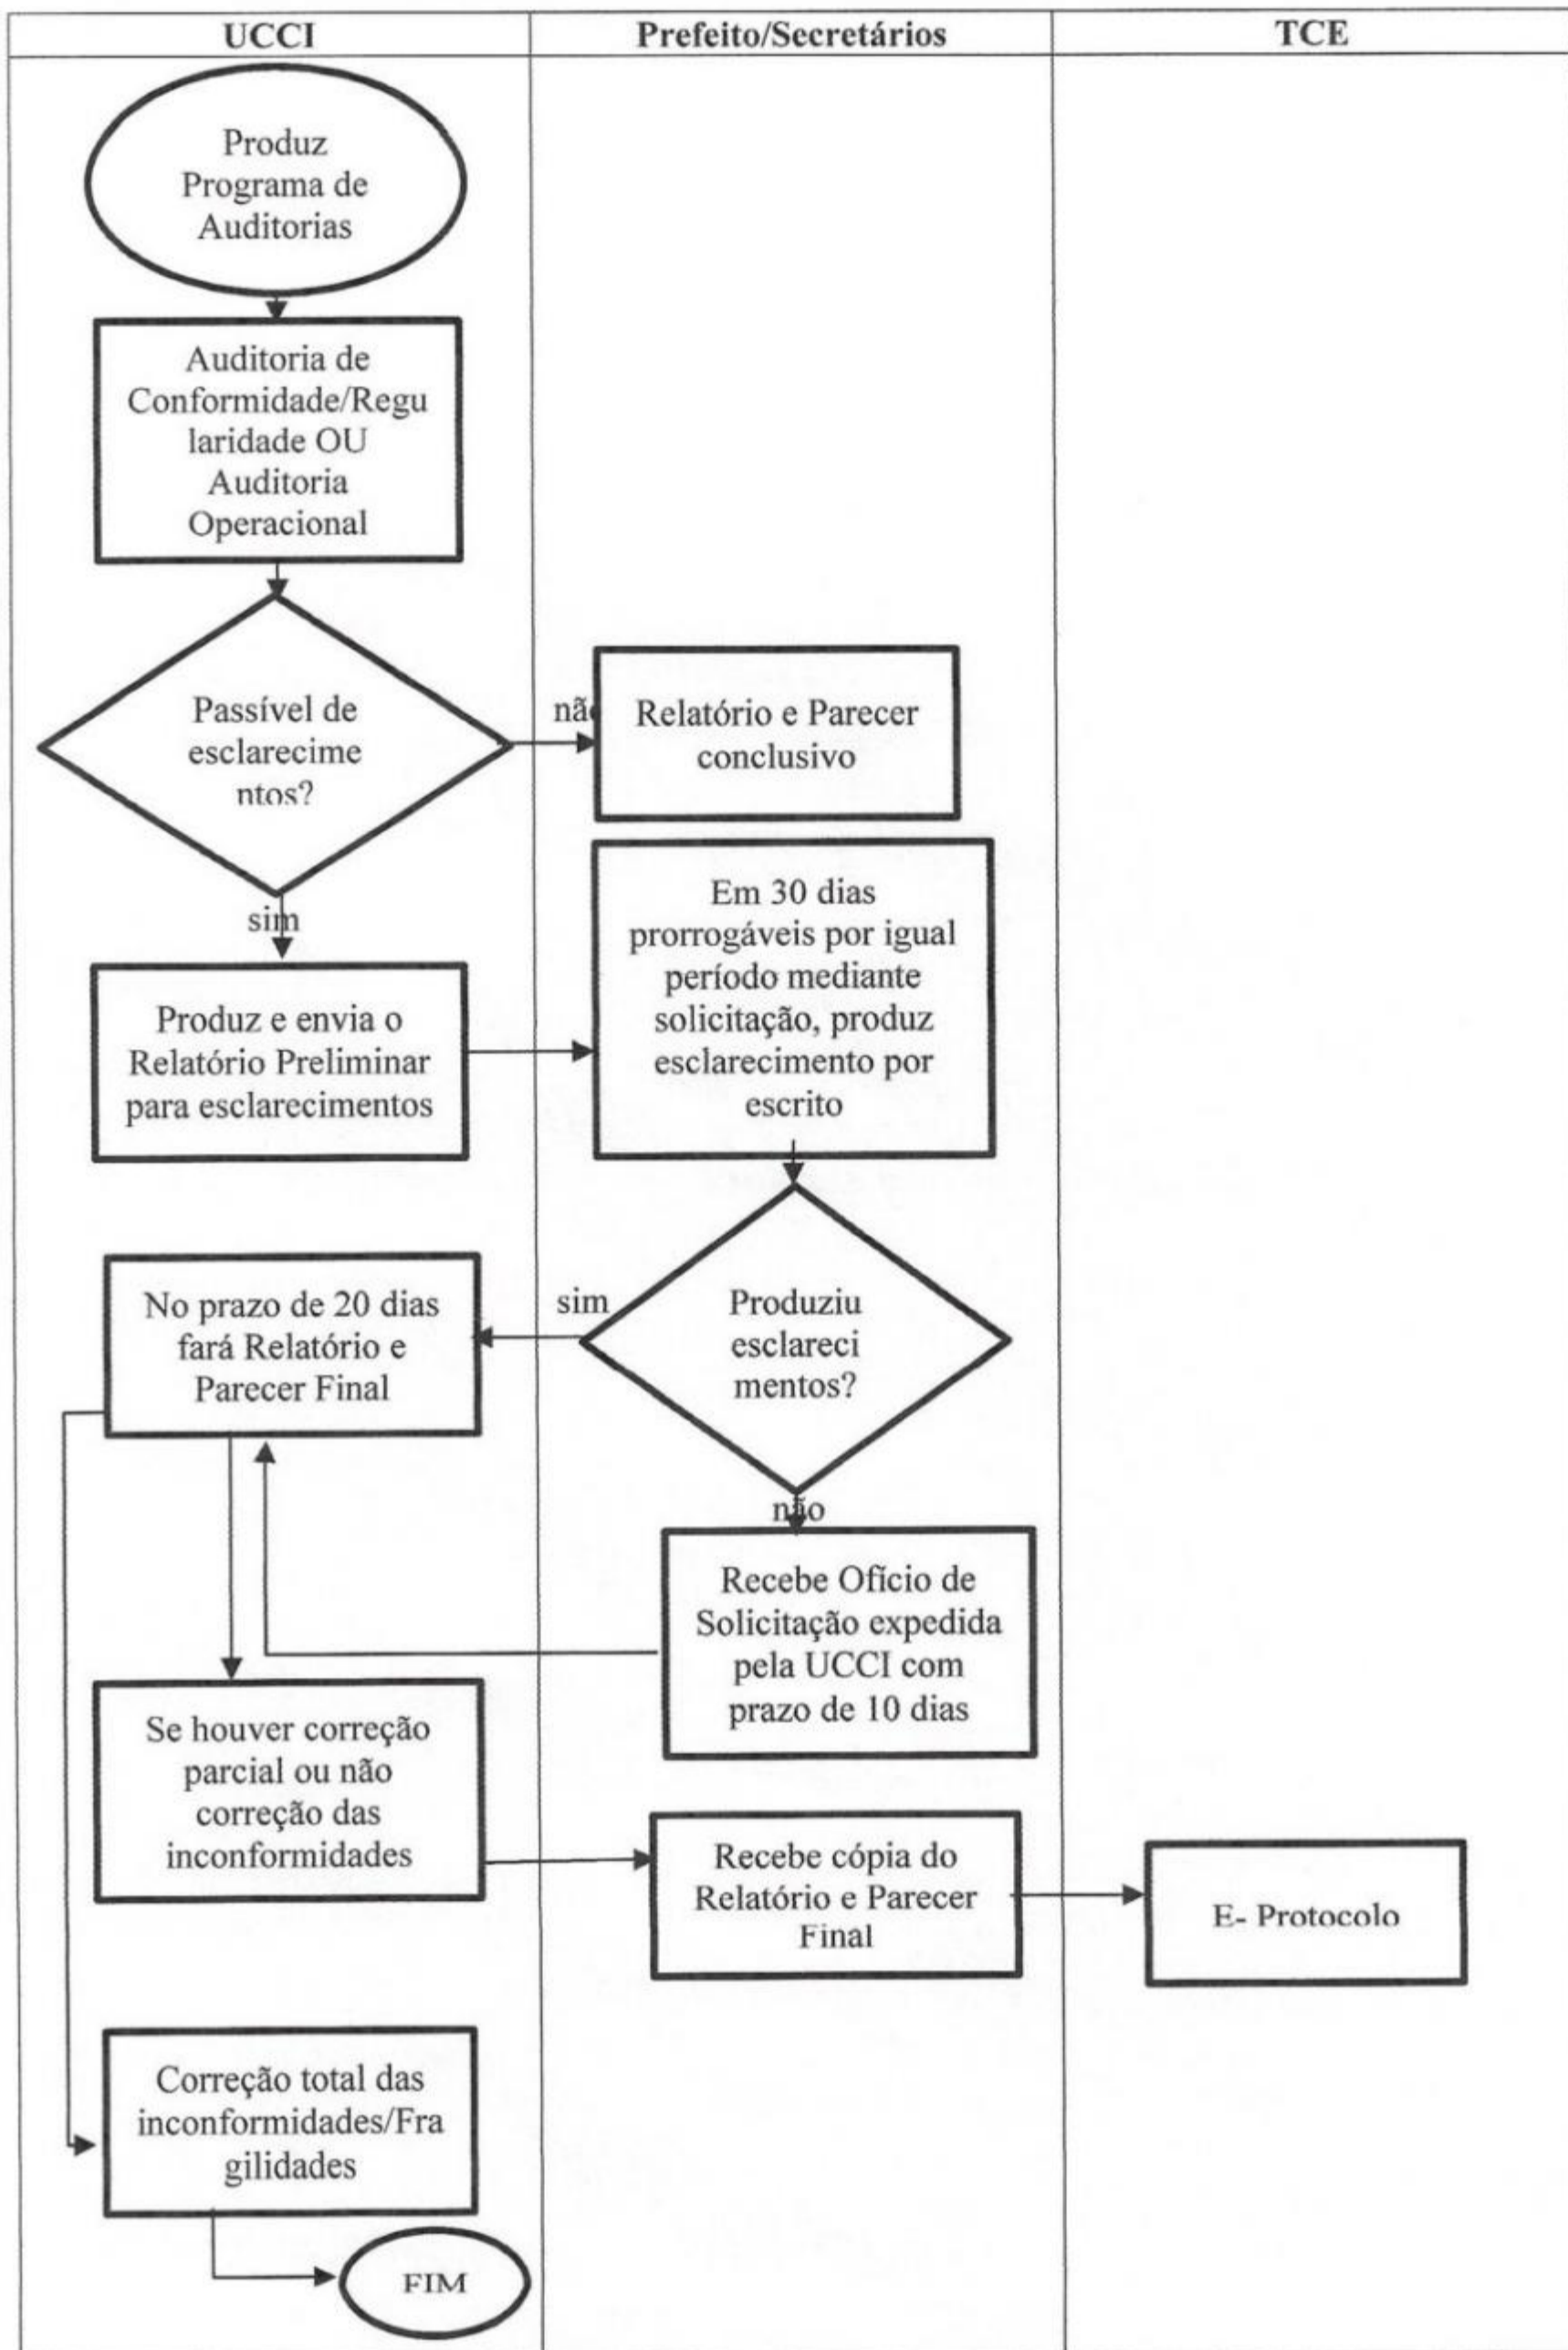 UCCI
Prefeito/Secretários
TCE
Produz
Programa de
Auditorias
Auditoria de
Conformidade/Regu
laridade OU
Auditoria
Operacional
Passível de
esclarecime
ntos?
não
Relatório e Parecer
conclusivo
sim
Produz e envia o
Relatório Preliminar
para esclarecimentos
Em 30 dias
prorrogáveis por igual
período mediante
solicitação, produz
esclarecimento por
escrito
Produziu
esclareci
mentos?
sim
No prazo de 20 dias
fará Relatório e
Parecer Final
não
Recebe Ofício de
Solicitação expedida
pela UCCI com
prazo de 10 dias
Se houver correção
parcial ou não
correção das
inconformidades
Recebe cópia do
Relatório e Parecer
Final
E- Protocolo
Correção total das
inconformidades/Fra
gilidades
FIM